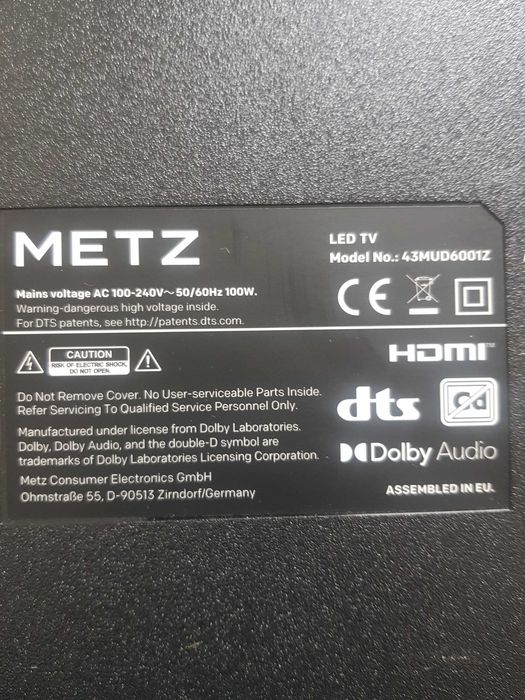 METZ
Mains voltage AC 100-240V~ 50/60Hz 100W.
Warning-dangerous high voltage inside.
For DTS patents, see http://patents.dts.com.
LED TV
Model No.: 43MUD6001Z
CE
CAUTION
RISK OF ELECTRIC SHOCK,
DO NOT OPEN.
Do Not Remove Cover. No User-serviceable Parts Inside.
Refer Servicing To Qualified Service Personnel Only.
Manufactured under license from Dolby Laboratories.
Dolby, Dolby Audio, and the double-D symbol are
trademarks of Dolby Laboratories Licensing Corporation.
Metz Consumer Electronics GmbH
Ohmstraße 55, D-90513 Zirndorf/Germany
HDMI™
dts
Dolby Audio
ASSEMBLED IN EU.